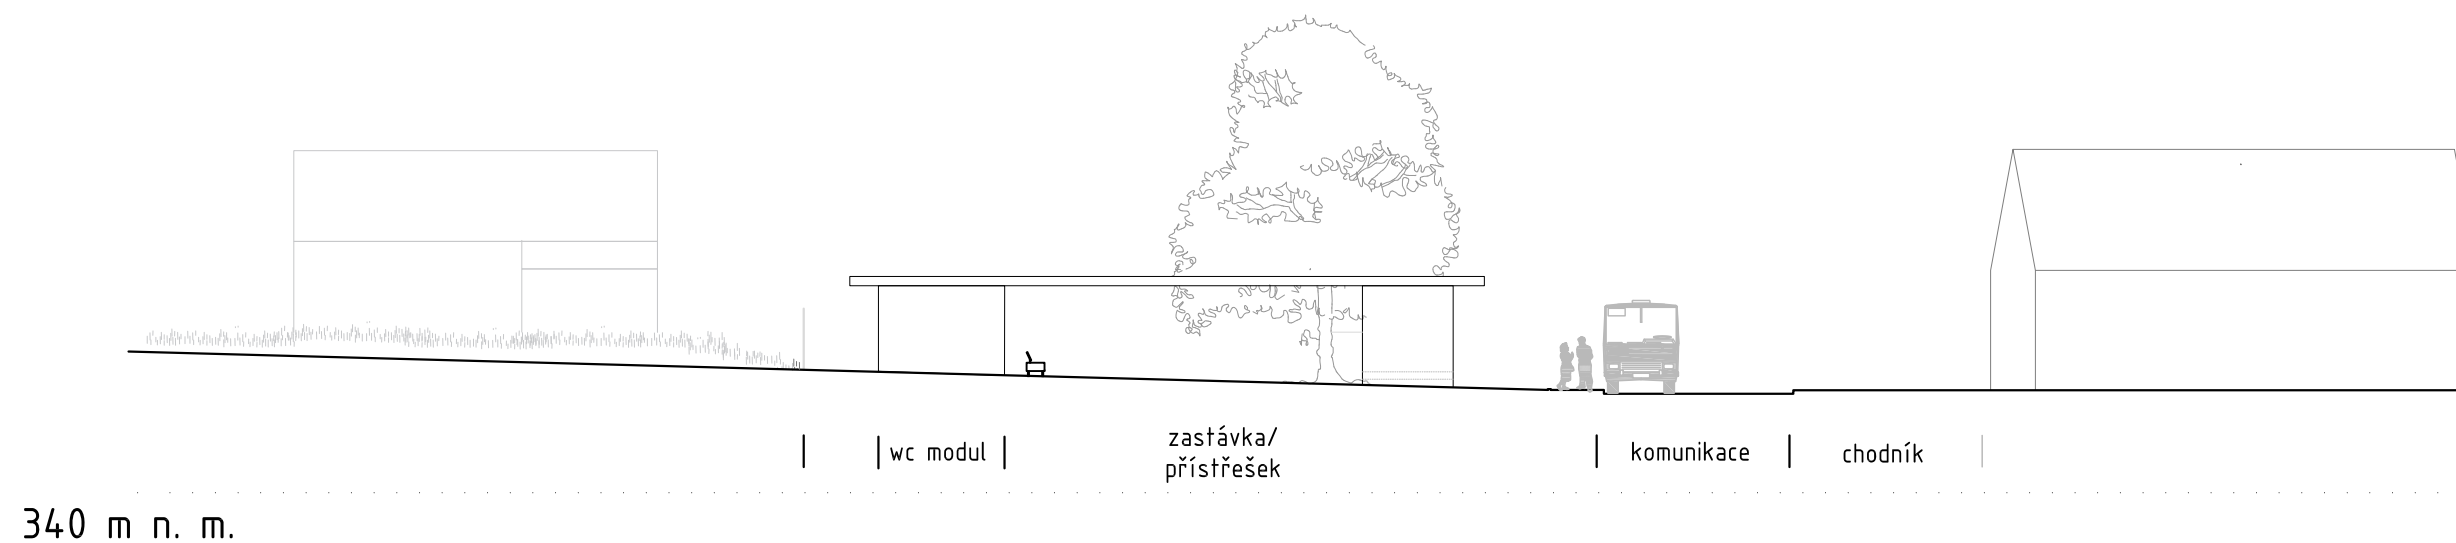 wc modul
zastávka/
přístřešek
komunikace
chodník
340 m n. m.